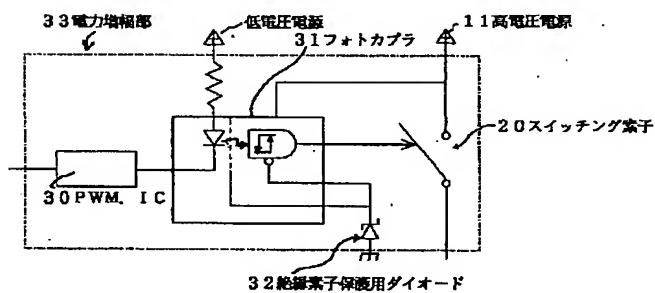 33電力増幅部
低電圧電源
11高電圧電源
31フォトカプラ
20スイッチング素子
30PWM. IC
32絶縁素子保護用ダイオード